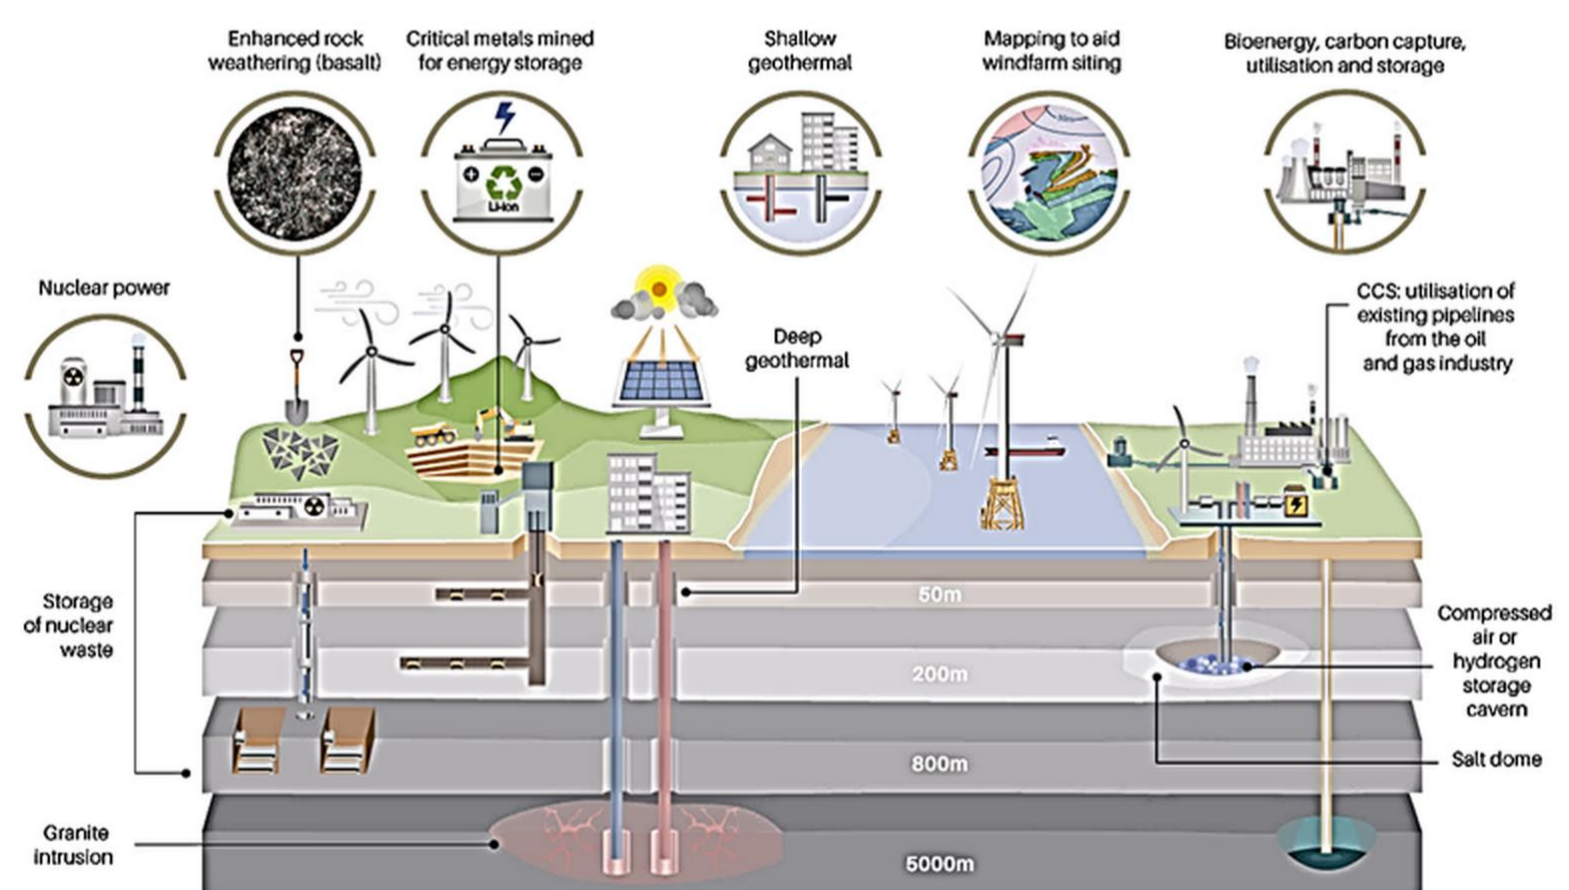 Enhanced rock
weathering (basalt)
Critical metals mined
for energy storage
Shallow
geothermal
Mapping to aid
windfarm siting
Bioenergy, carbon capture,
utilisation and storage
Li-ion
Nuclear power
CCS: utilisation of
existing pipelines
from the oil
and gas industry
Deep
geothermal
Storage
of nuclear
waste
50m
200m
800m
5000m
Compressed
air or
hydrogen
storage
cavern
Salt dome
Granite
intrusion